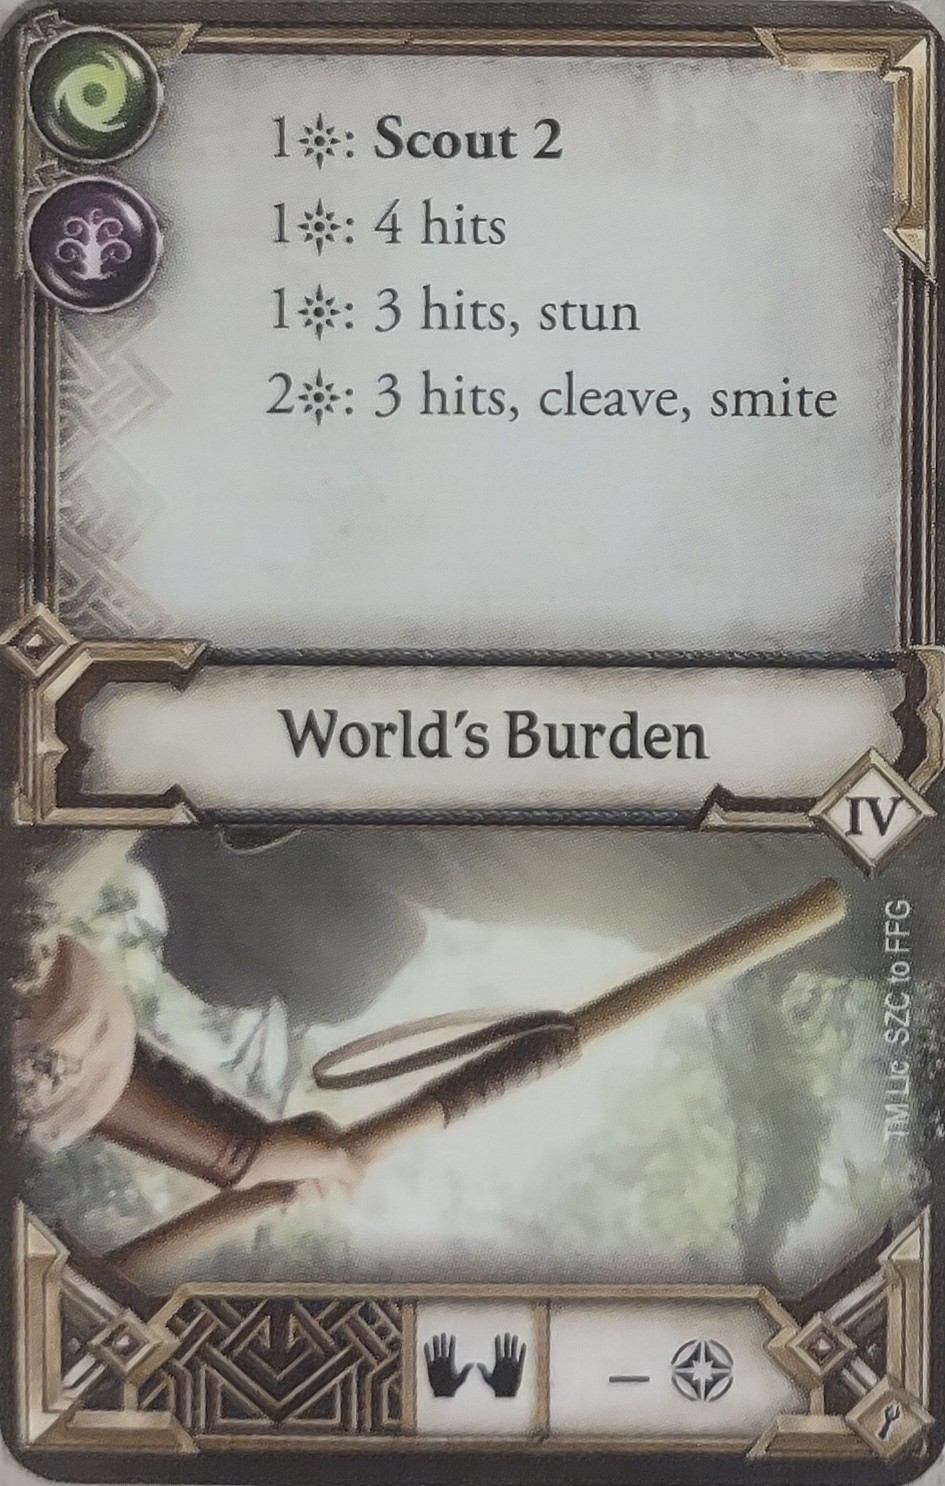 1✷: Scout 2
1✷: 4 hits
1✷: 3 hits, stun
2✷: 3 hits, cleave, smite
World's Burden
IV
TM Lic. SZC to FFG
–